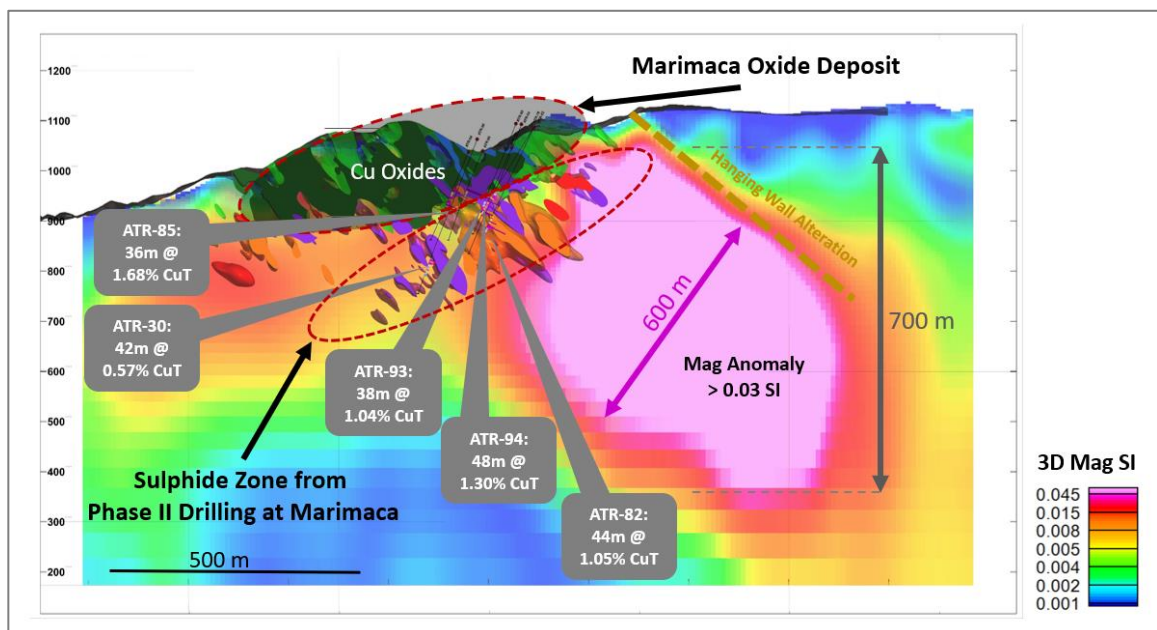 Marimaca Oxide Deposit
1200
1100
1000
900
800
700
600
500
400
300
200
Cu Oxides
Hanging Wall Alteration
ATR-85:
36m @
1.68% CuT
ATR-30:
42m @
0.57% CuT
ATR-93:
38m @
1.04% CuT
ATR-94:
48m @
1.30% CuT
ATR-82:
44m @
1.05% CuT
600 m
700 m
Mag Anomaly
> 0.03 SI
Sulphide Zone from
Phase II Drilling at Marimaca
500 m
3D Mag SI
0.045
0.015
0.008
0.005
0.004
0.002
0.001